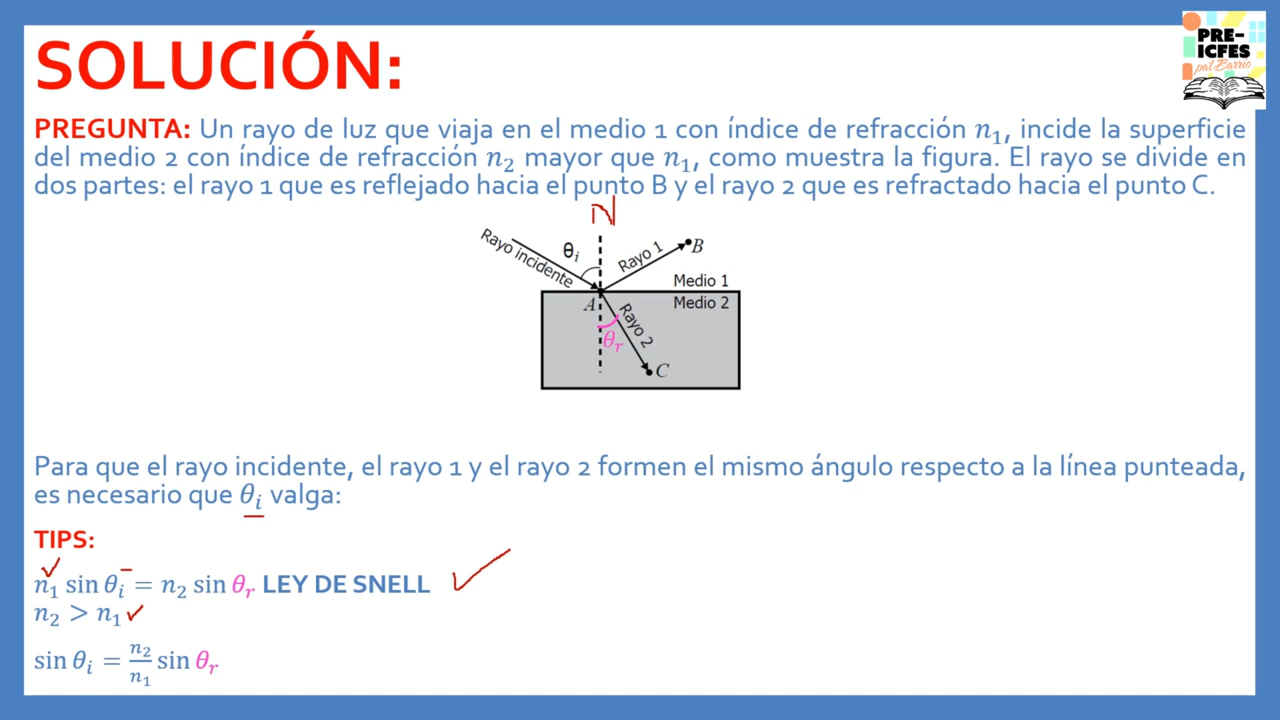 SOLUCIÓN:
PRE-
ICFES
pal Barrio
PREGUNTA: Un rayo de luz que viaja en el medio 1 con índice de refracción n₁, incide la superficie
del medio 2 con índice de refracción n₂ mayor que n₁, como muestra la figura. El rayo se divide en
dos partes: el rayo 1 que es reflejado hacia el punto B y el rayo 2 que es refractado hacia el punto C.
N
Rayo incidente
θᵢ
Rayo 1
B
Medio 1
A
Rayo 2
Medio 2
θᵣ
C
Para que el rayo incidente, el rayo 1 y el rayo 2 formen el mismo ángulo respecto a la línea punteada,
es necesario que θᵢ valga:
TIPS:
n₁ sin θᵢ = n₂ sin θᵣ LEY DE SNELL
n₂ > n₁
sin θᵢ = n₂/n₁ sin θᵣ